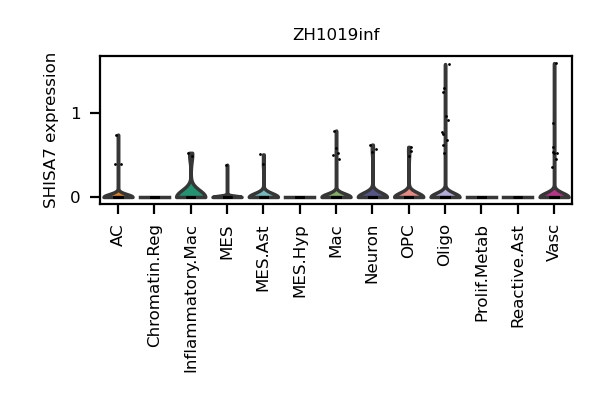 ZH1019inf
SHISA7 expression
1
0
AC
Chromatin.Reg
Inflammatory.Mac
MES
MES.Ast
MES.Hyp
Mac
Neuron
OPC
Oligo
Prolif.Metab
Reactive.Ast
Vasc